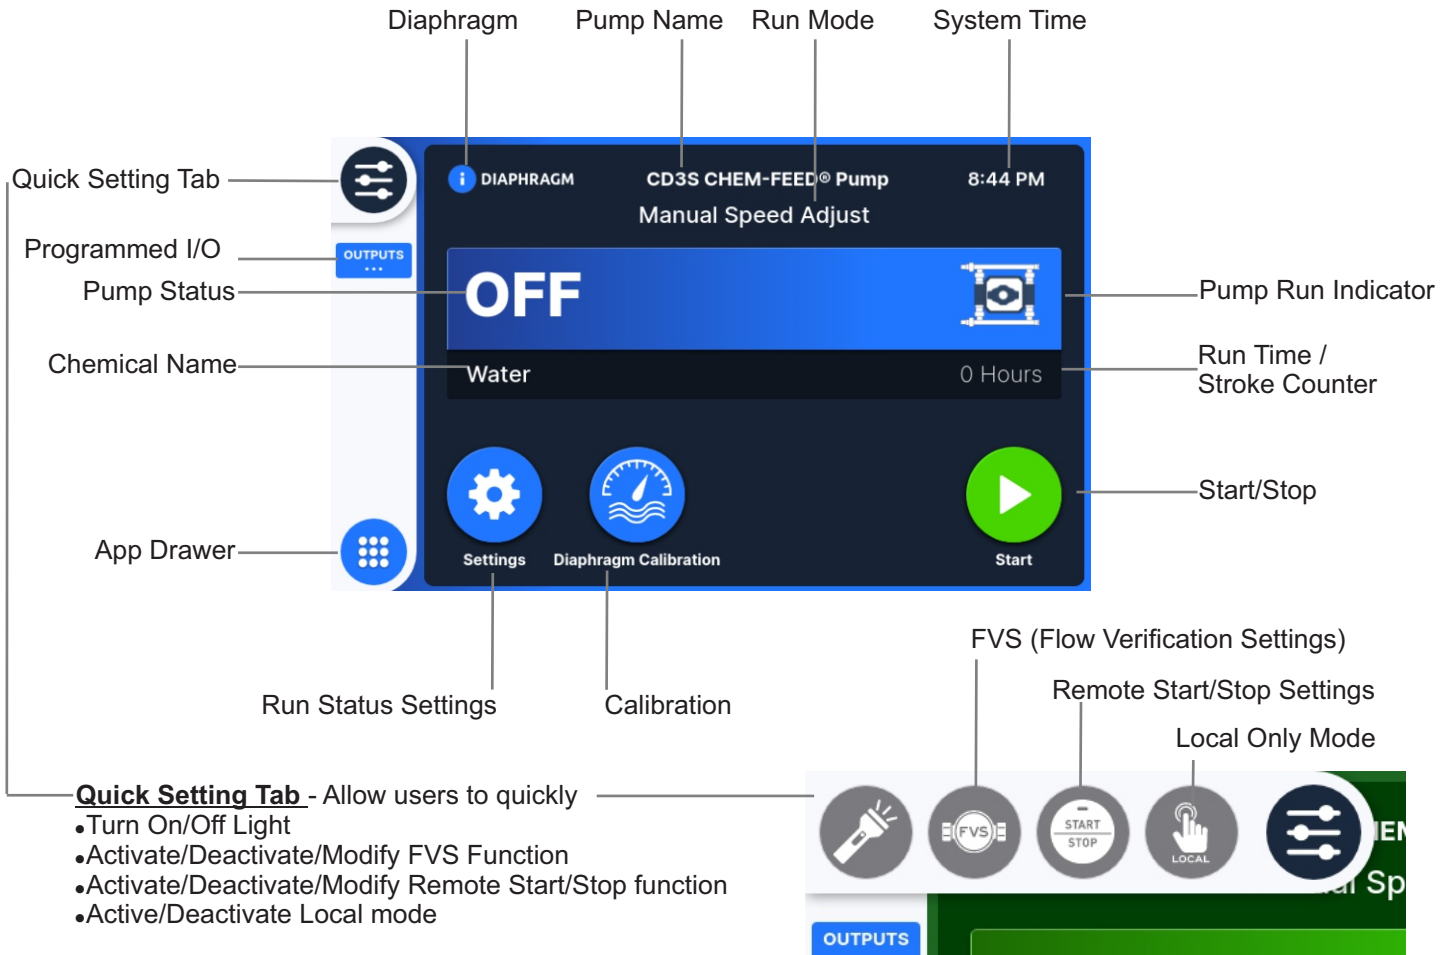 Diaphragm Pump Name Run Mode System Time
Quick Setting Tab
DIAPHRAGM CD3S CHEM-FEED® Pump 8:44 PM
Manual Speed Adjust
Programmed I/O
OUTPUTS
...
Pump Status
OFF
Pump Run Indicator
Chemical Name
Water 0 Hours
Run Time /
Stroke Counter
Start/Stop
App Drawer
Settings Diaphragm Calibration Start
FVS (Flow Verification Settings)
Run Status Settings Calibration
Remote Start/Stop Settings
Local Only Mode
Quick Setting Tab - Allow users to quickly
•Turn On/Off Light
•Activate/Deactivate/Modify FVS Function
•Activate/Deactivate/Modify Remote Start/Stop function
•Active/Deactivate Local mode
FVS
START
STOP
LOCAL
Sp
OUTPUTS